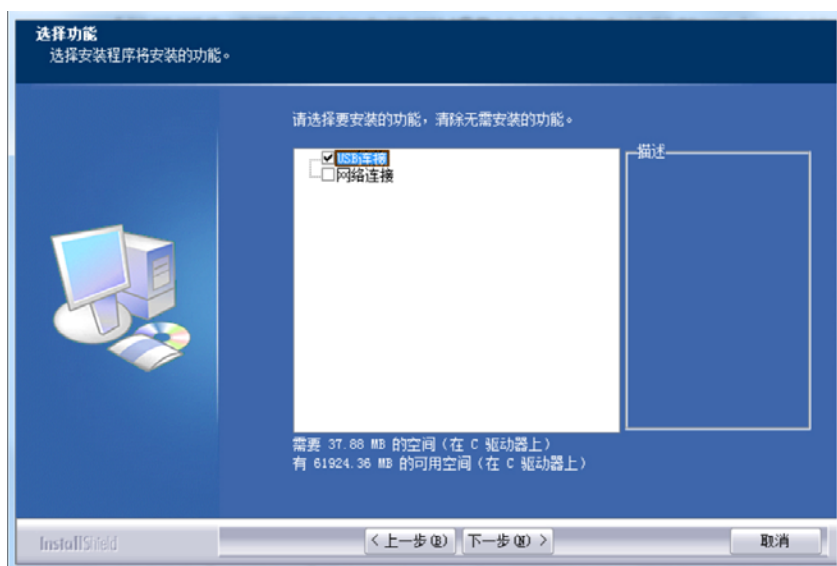 选择功能
选择安装程序将安装的功能。
请选择要安装的功能，清除无需安装的功能。
USB连接
网络连接
描述
需要 37.88 MB 的空间（在 C 驱动器上）
有 61924.36 MB 的可用空间（在 C 驱动器上）
InstallShield
< 上一步(B) 下一步(N) > 取消